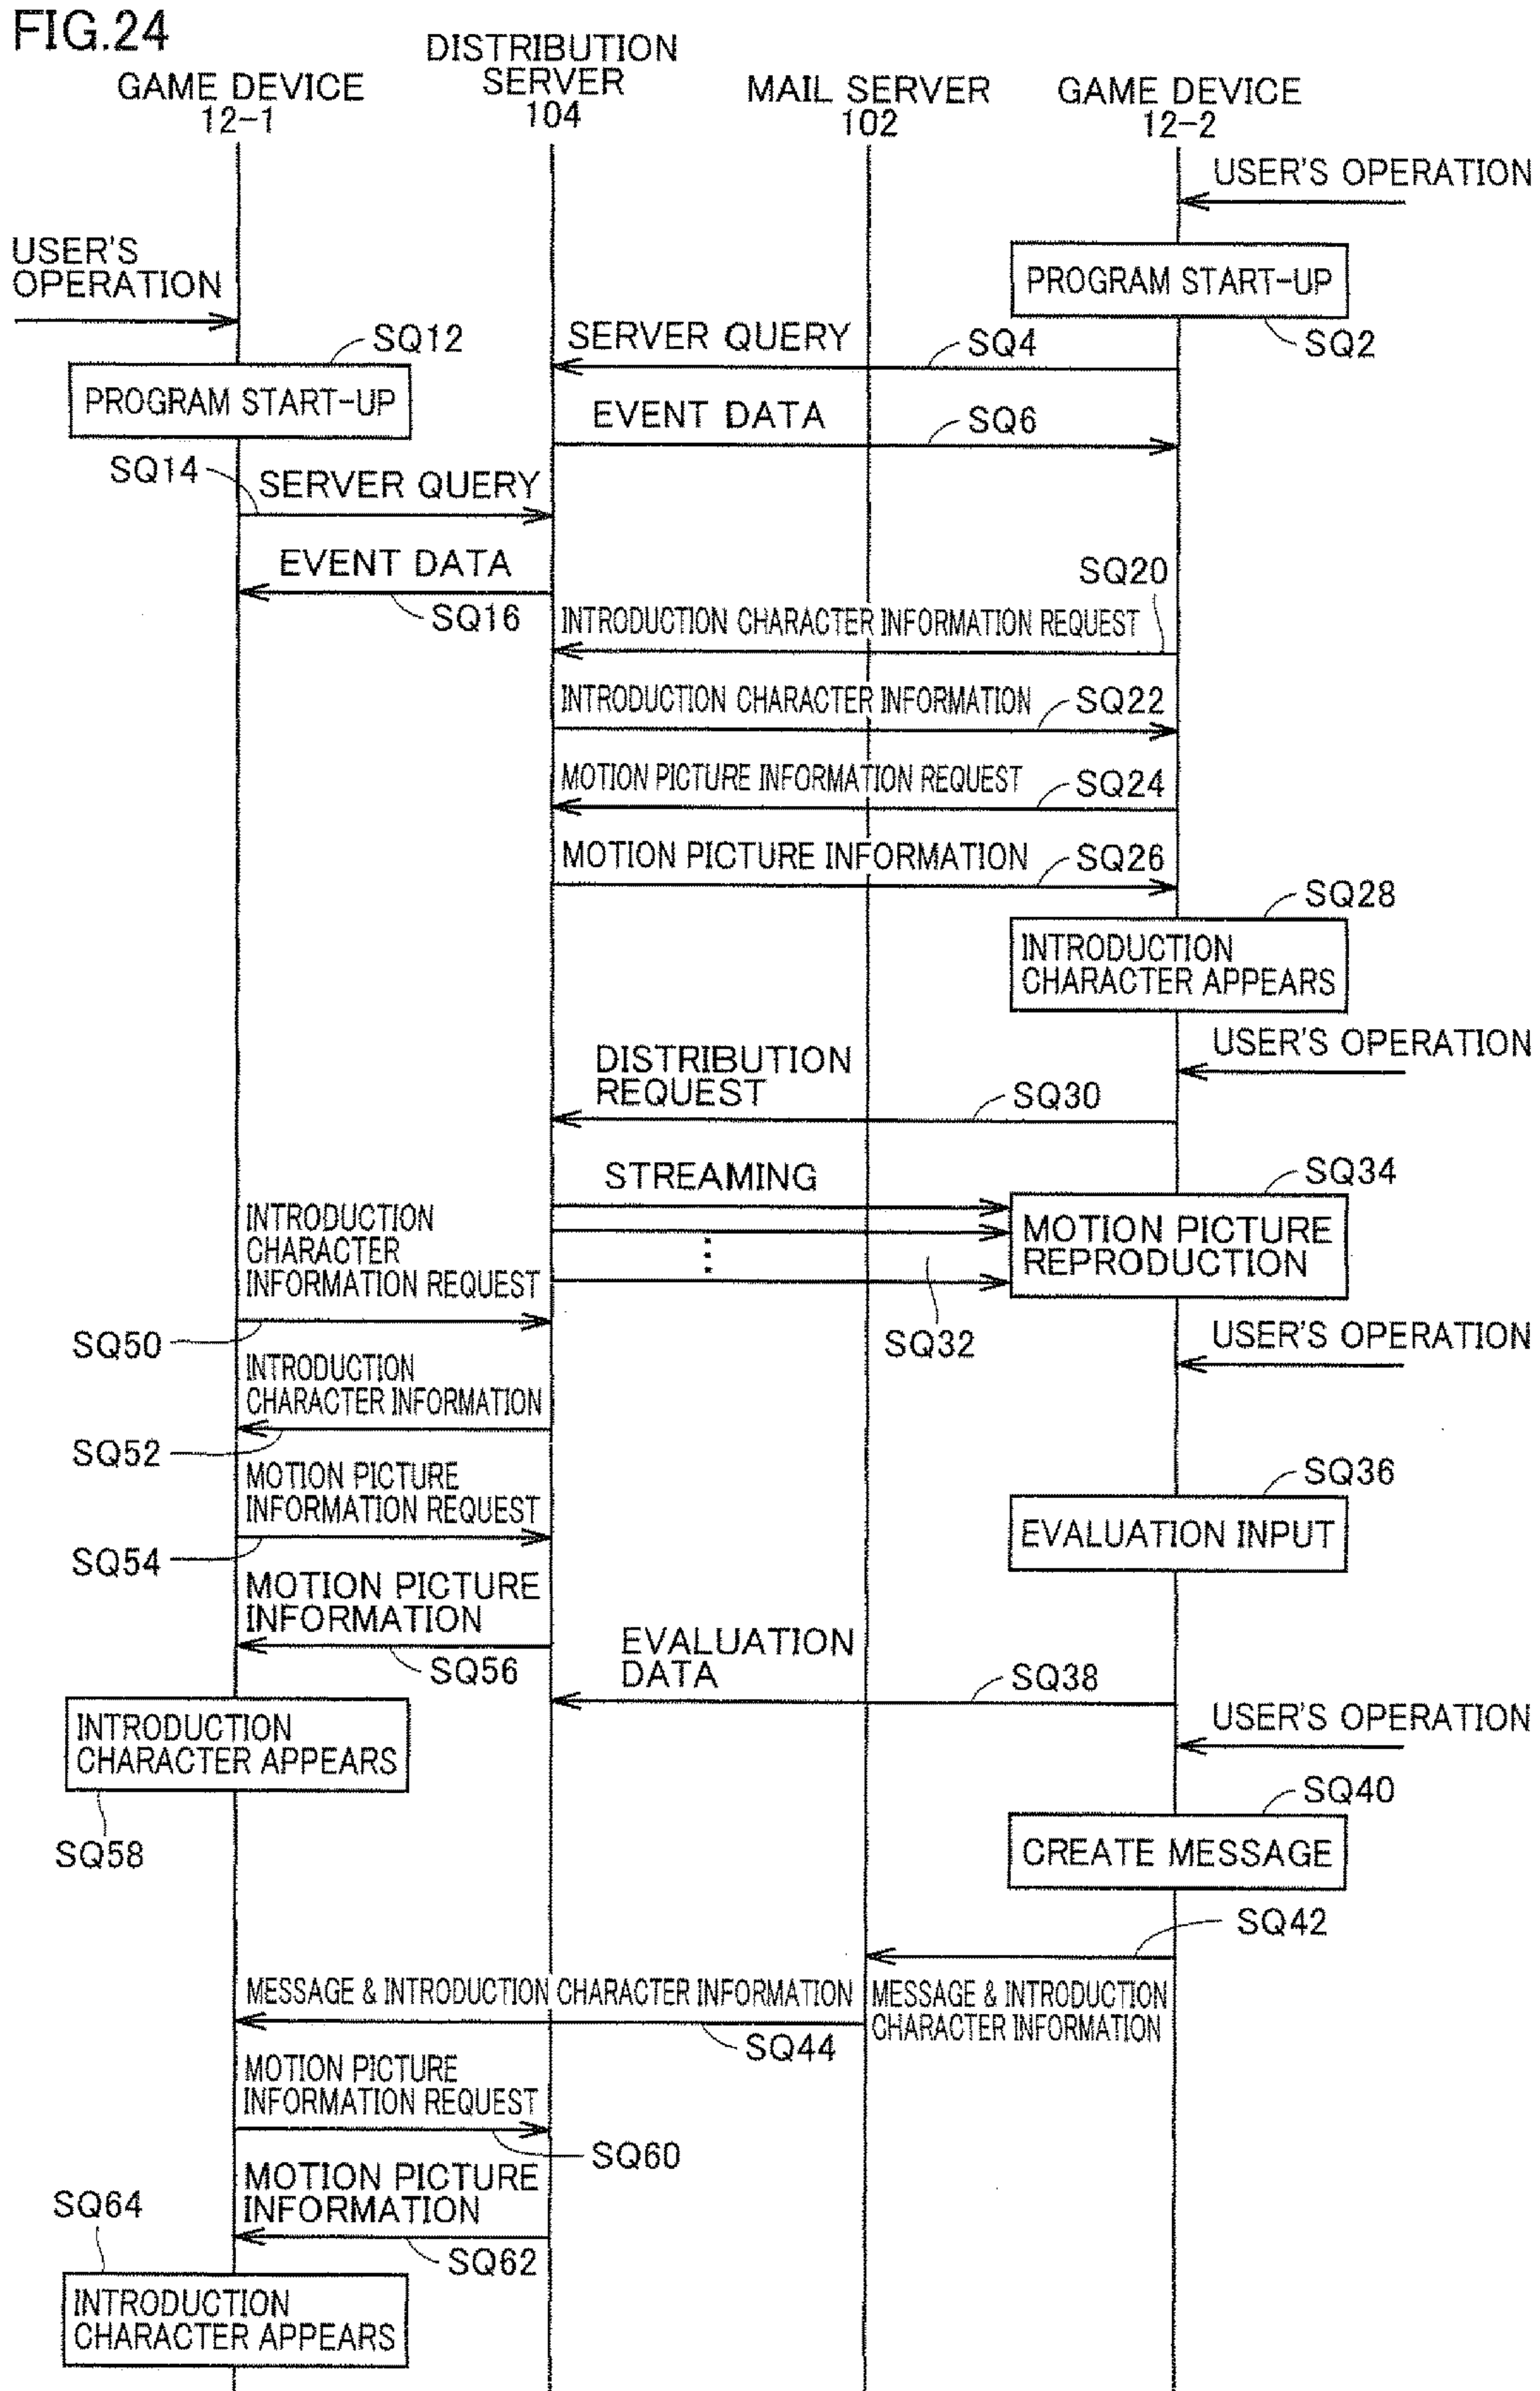 FIG.24
GAME DEVICE
12-1
DISTRIBUTION
SERVER
104
MAIL SERVER
102
GAME DEVICE
12-2
USER'S OPERATION
USER'S
OPERATION
PROGRAM START-UP
SQ2
SQ12
PROGRAM START-UP
SERVER QUERY
SQ4
EVENT DATA
SQ6
SQ14
SERVER QUERY
EVENT DATA
SQ16
SQ20
INTRODUCTION CHARACTER INFORMATION REQUEST
INTRODUCTION CHARACTER INFORMATION
SQ22
MOTION PICTURE INFORMATION REQUEST
SQ24
MOTION PICTURE INFORMATION
SQ26
SQ28
INTRODUCTION
CHARACTER APPEARS
USER'S OPERATION
DISTRIBUTION
REQUEST
SQ30
STREAMING
SQ34
MOTION PICTURE
REPRODUCTION
SQ32
INTRODUCTION
CHARACTER
INFORMATION REQUEST
SQ50
USER'S OPERATION
INTRODUCTION
CHARACTER INFORMATION
SQ52
MOTION PICTURE
INFORMATION REQUEST
SQ54
SQ36
EVALUATION INPUT
MOTION PICTURE
INFORMATION
SQ56
EVALUATION
DATA
SQ38
INTRODUCTION
CHARACTER APPEARS
SQ58
USER'S OPERATION
SQ40
CREATE MESSAGE
SQ42
MESSAGE & INTRODUCTION CHARACTER INFORMATION
SQ44
MESSAGE & INTRODUCTION
CHARACTER INFORMATION
MOTION PICTURE
INFORMATION REQUEST
SQ60
MOTION PICTURE
INFORMATION
SQ62
SQ64
INTRODUCTION
CHARACTER APPEARS